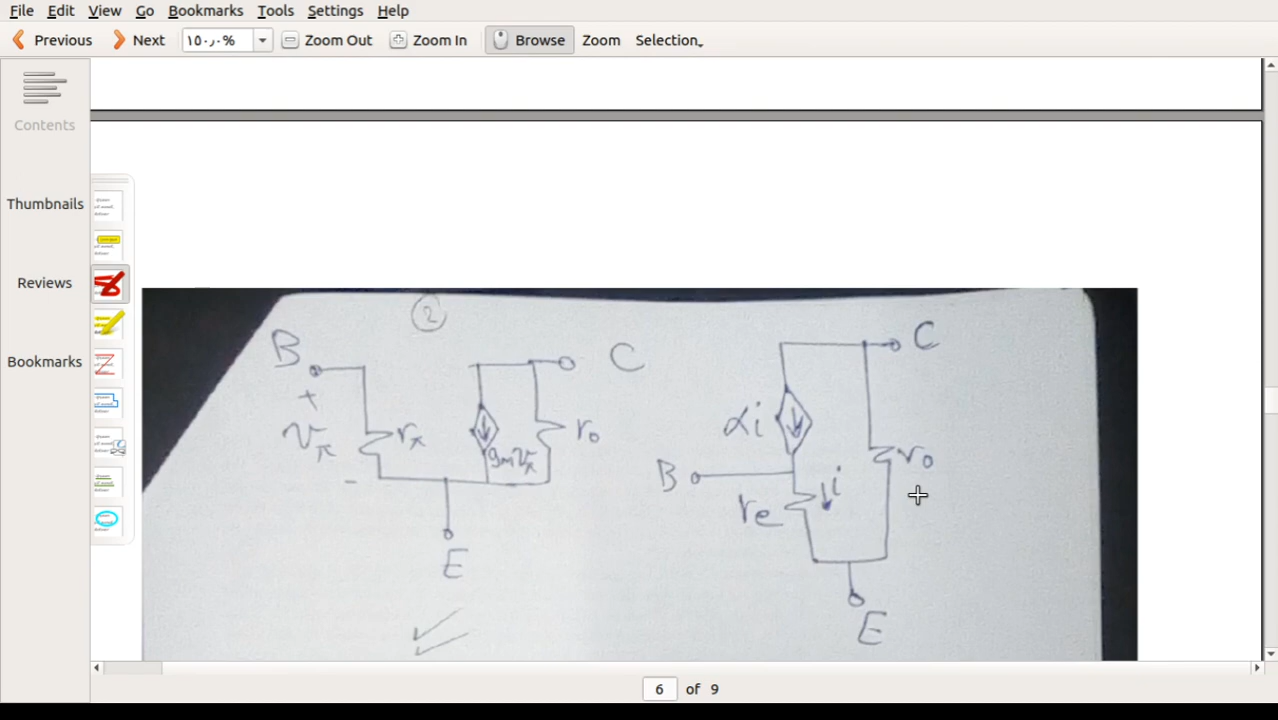 File Edit View Go Bookmarks Tools Settings Help
Previous Next ١٥٠٫٠% Zoom Out Zoom In Browse Zoom Selection
Contents
Thumbnails
Reviews
Bookmarks
2
B C C
+
vπ rπ gmvπ ro αi ro
- B i
re
E
E
6 of 9